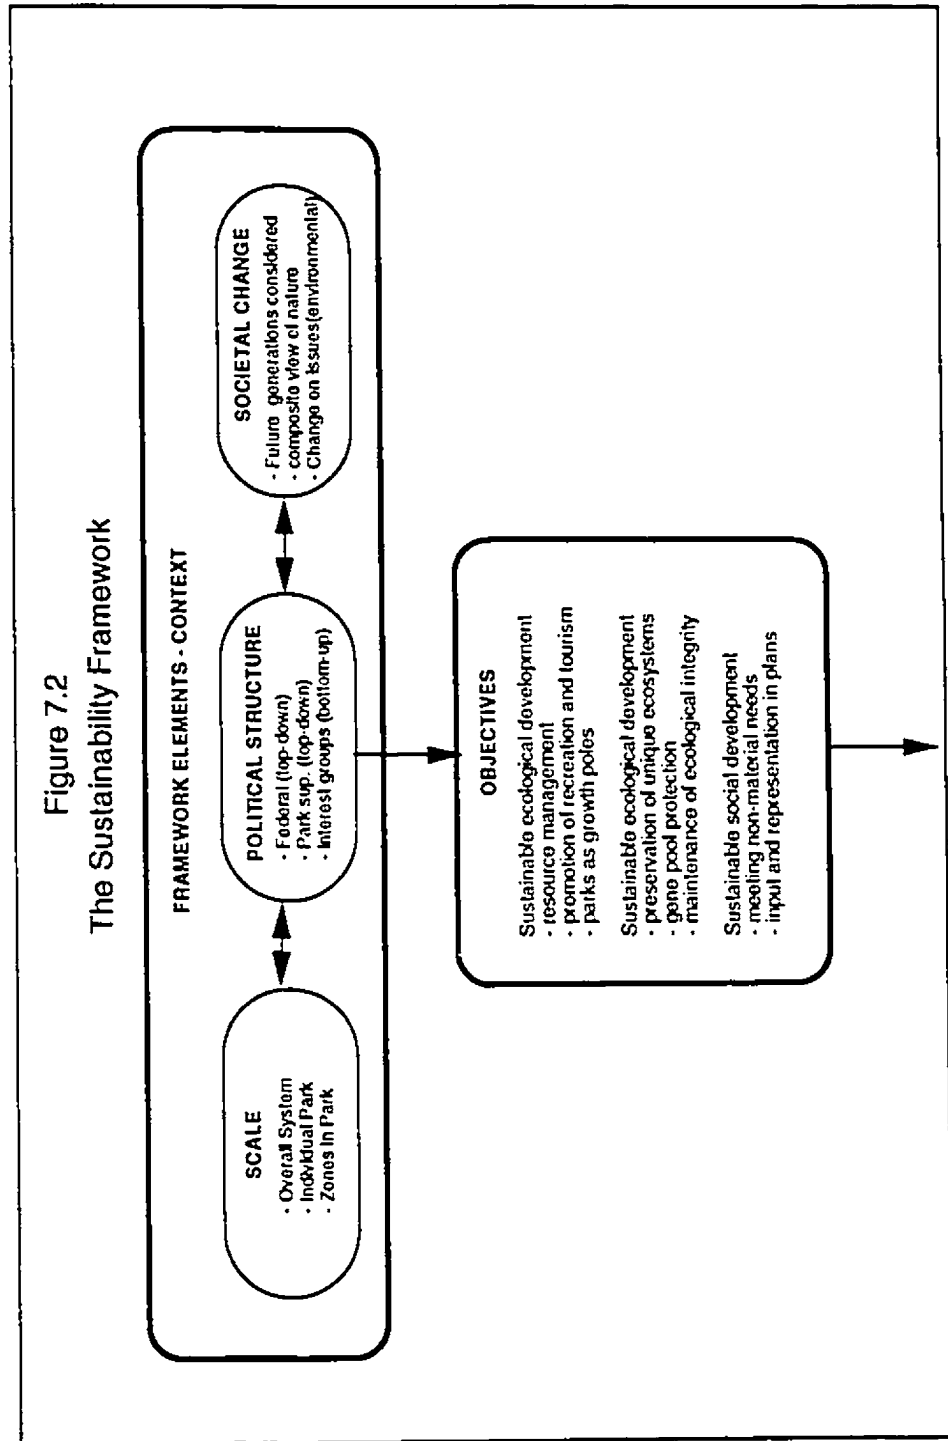 Figure 7.2
The Sustainability Framework
FRAMEWORK ELEMENTS - CONTEXT
SCALE
- Overall System
- Individual Park
- Zones in Park
POLITICAL STRUCTURE
- Federal (top-down)
- Park sup. (top-down)
- Interest groups (bottom-up)
SOCIETAL CHANGE
- Future generations considered
- composite view of nature
- Change on issues(environmental)
OBJECTIVES
Sustainable ecological development
- resource management
- promotion of recreation and tourism
- parks as growth poles
Sustainable ecological development
- preservation of unique ecosystems
- gene pool protection
- maintenance of ecological integrity
Sustainable social development
- meeting non-material needs
- input and representation in plans